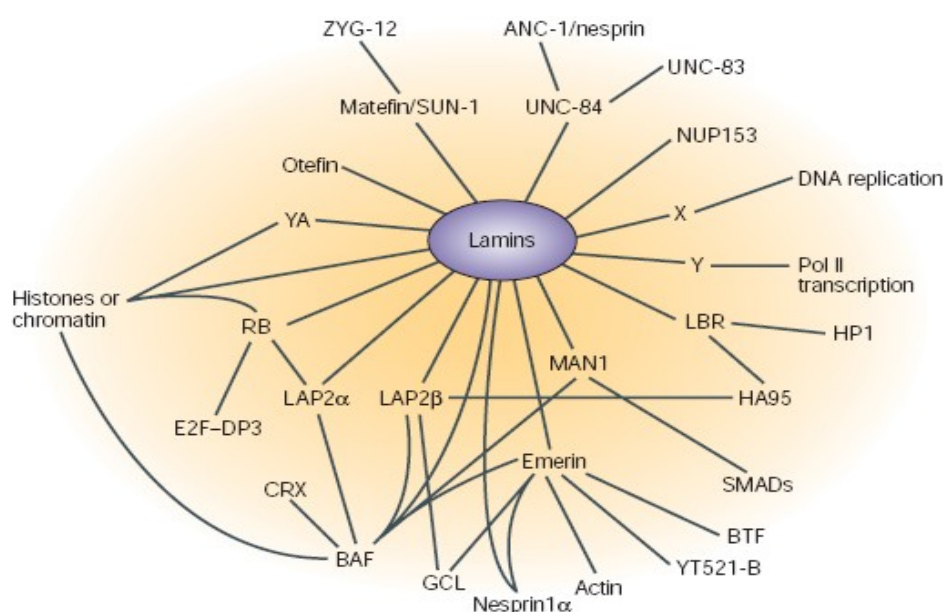 ZYG-12
ANC-1/nesprin
UNC-83
Matefin/SUN-1
UNC-84
NUP153
Otefin
DNA replication
X
YA
Lamins
Y
Pol II
transcription
Histones or
chromatin
RB
LBR
HP1
MAN1
LAP2α
LAP2β
HA95
E2F–DP3
Emerin
SMADs
CRX
BTF
BAF
YT521-B
GCL
Actin
Nesprin1α